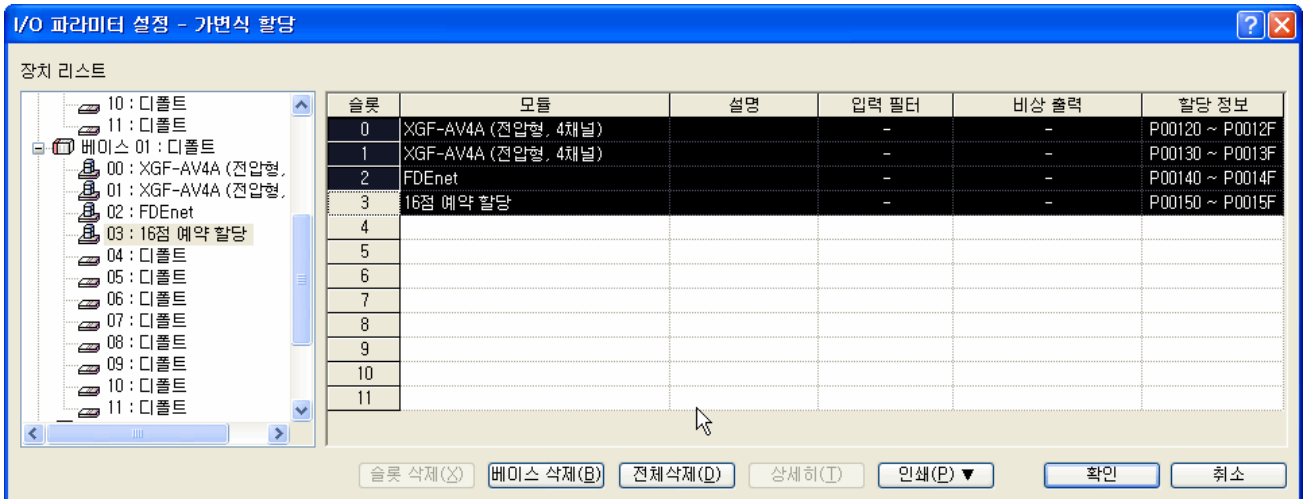 I/O 파라미터 설정 - 가변식 할당
장치 리스트
10 : 디폴트
11 : 디폴트
베이스 01 : 디폴트
00 : XGF-AV4A (전압형,
01 : XGF-AV4A (전압형,
02 : FDEnet
03 : 16점 예약 할당
04 : 디폴트
05 : 디폴트
06 : 디폴트
07 : 디폴트
08 : 디폴트
09 : 디폴트
10 : 디폴트
11 : 디폴트
슬롯 모듈 설명 입력 필터 비상 출력 할당 정보
0 XGF-AV4A (전압형, 4채널) - - P00120 ~ P0012F
1 XGF-AV4A (전압형, 4채널) - - P00130 ~ P0013F
2 FDEnet - - P00140 ~ P0014F
3 16점 예약 할당 - - P00150 ~ P0015F
4
5
6
7
8
9
10
11
슬롯 삭제(X) 베이스 삭제(B) 전체삭제(D) 상세히(T) 인쇄(P) ▼ 확인 취소